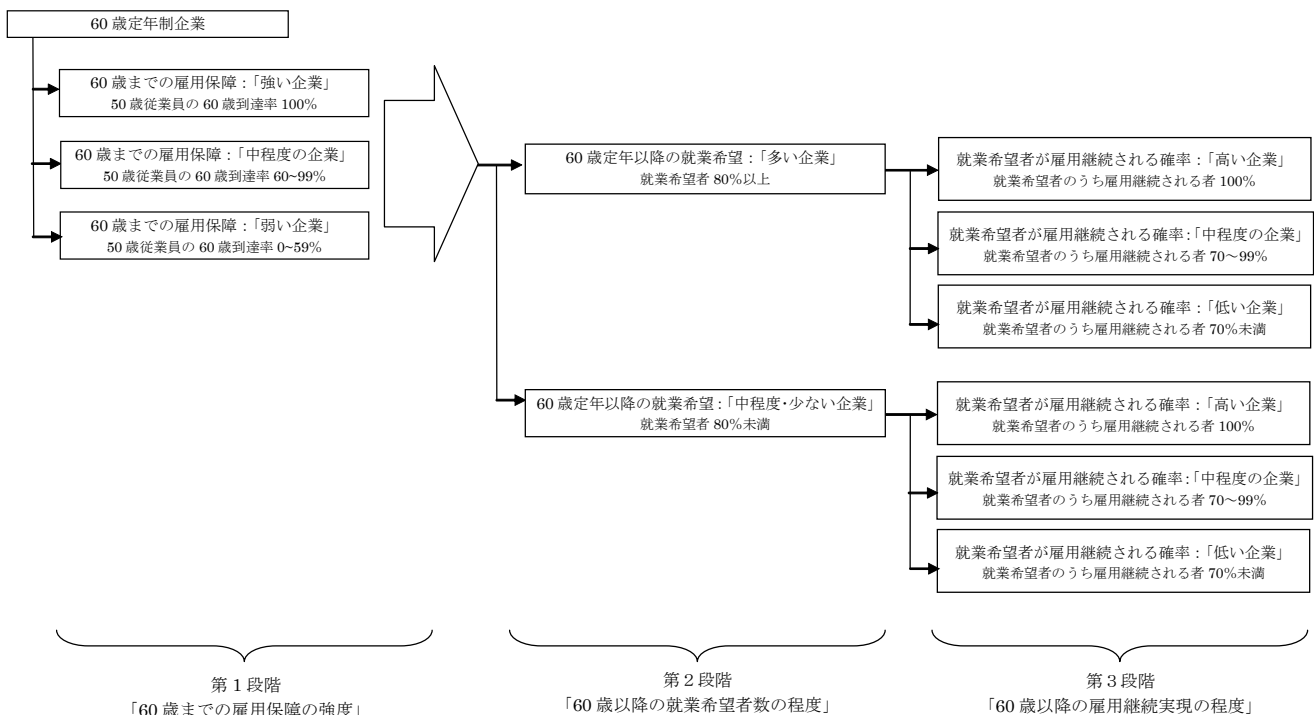 60 歳定年制企業
60 歳までの雇用保障：「強い企業」
50 歳従業員の 60 歳到達率 100%
60 歳までの雇用保障：「中程度の企業」
50 歳従業員の 60 歳到達率 60~99%
60 歳までの雇用保障：「弱い企業」
50 歳従業員の 60 歳到達率 0~59%
60 歳定年以降の就業希望：「多い企業」
就業希望者 80%以上
60 歳定年以降の就業希望：「中程度・少ない企業」
就業希望者 80%未満
就業希望者が雇用継続される確率：「高い企業」
就業希望者のうち雇用継続される者 100%
就業希望者が雇用継続される確率：「中程度の企業」
就業希望者のうち雇用継続される者 70～99%
就業希望者が雇用継続される確率：「低い企業」
就業希望者のうち雇用継続される者 70%未満
就業希望者が雇用継続される確率：「高い企業」
就業希望者のうち雇用継続される者 100%
就業希望者が雇用継続される確率：「中程度の企業」
就業希望者のうち雇用継続される者 70～99%
就業希望者が雇用継続される確率：「低い企業」
就業希望者のうち雇用継続される者 70%未満
第１段階
「60 歳までの雇用保障の強度」
第２段階
「60 歳以降の就業希望者数の程度」
第３段階
「60 歳以降の雇用継続実現の程度」